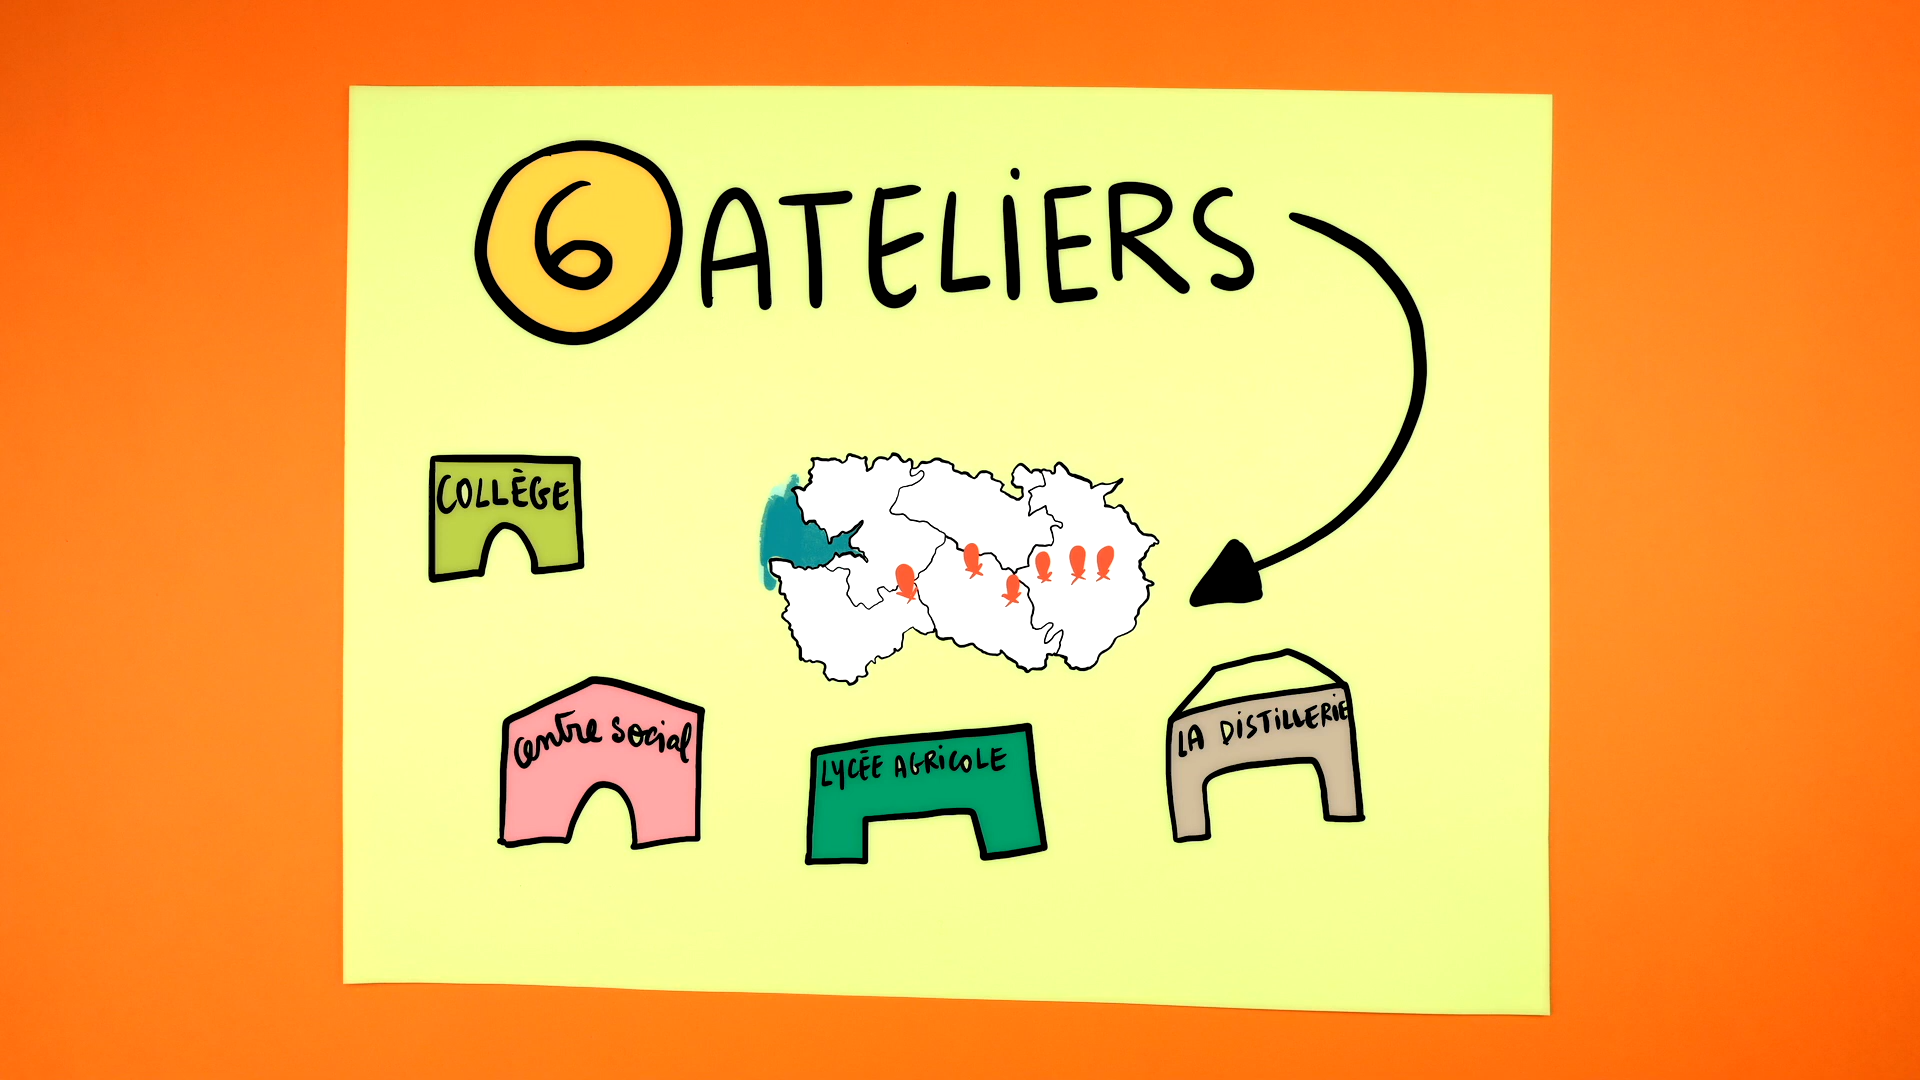 6 ATELIERS
COLLÈGE
centre social
LYCÉE AGRICOLE
LA DISTILLERIE